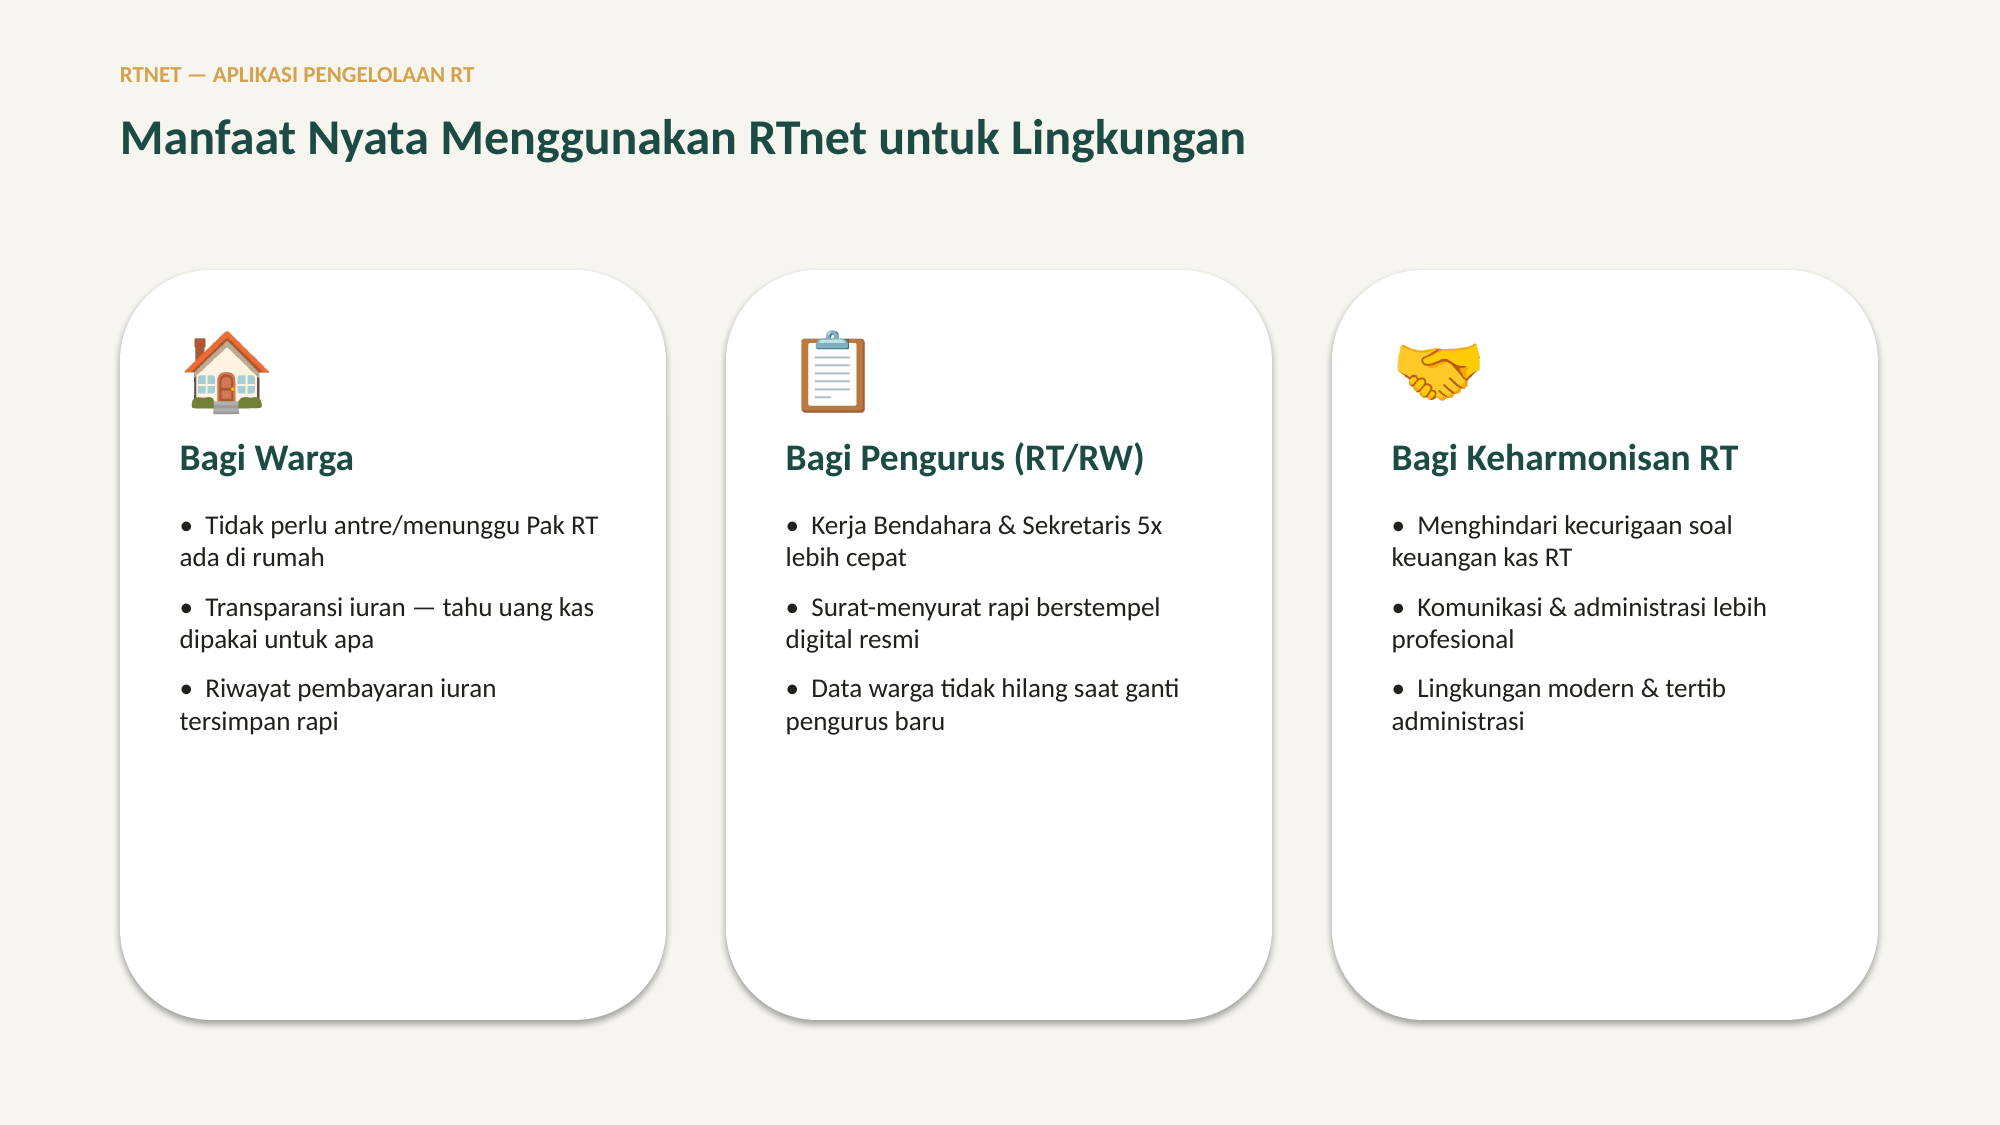 RTNET — APLIKASI PENGELOLAAN RT
Manfaat Nyata Menggunakan RTnet untuk Lingkungan
Bagi Warga
• Tidak perlu antre/menunggu Pak RT
ada di rumah
• Transparansi iuran — tahu uang kas
dipakai untuk apa
• Riwayat pembayaran iuran
tersimpan rapi
Bagi Pengurus (RT/RW)
• Kerja Bendahara & Sekretaris 5x
lebih cepat
• Surat-menyurat rapi berstempel
digital resmi
• Data warga tidak hilang saat ganti
pengurus baru
Bagi Keharmonisan RT
• Menghindari kecurigaan soal
keuangan kas RT
• Komunikasi & administrasi lebih
profesional
• Lingkungan modern & tertib
administrasi